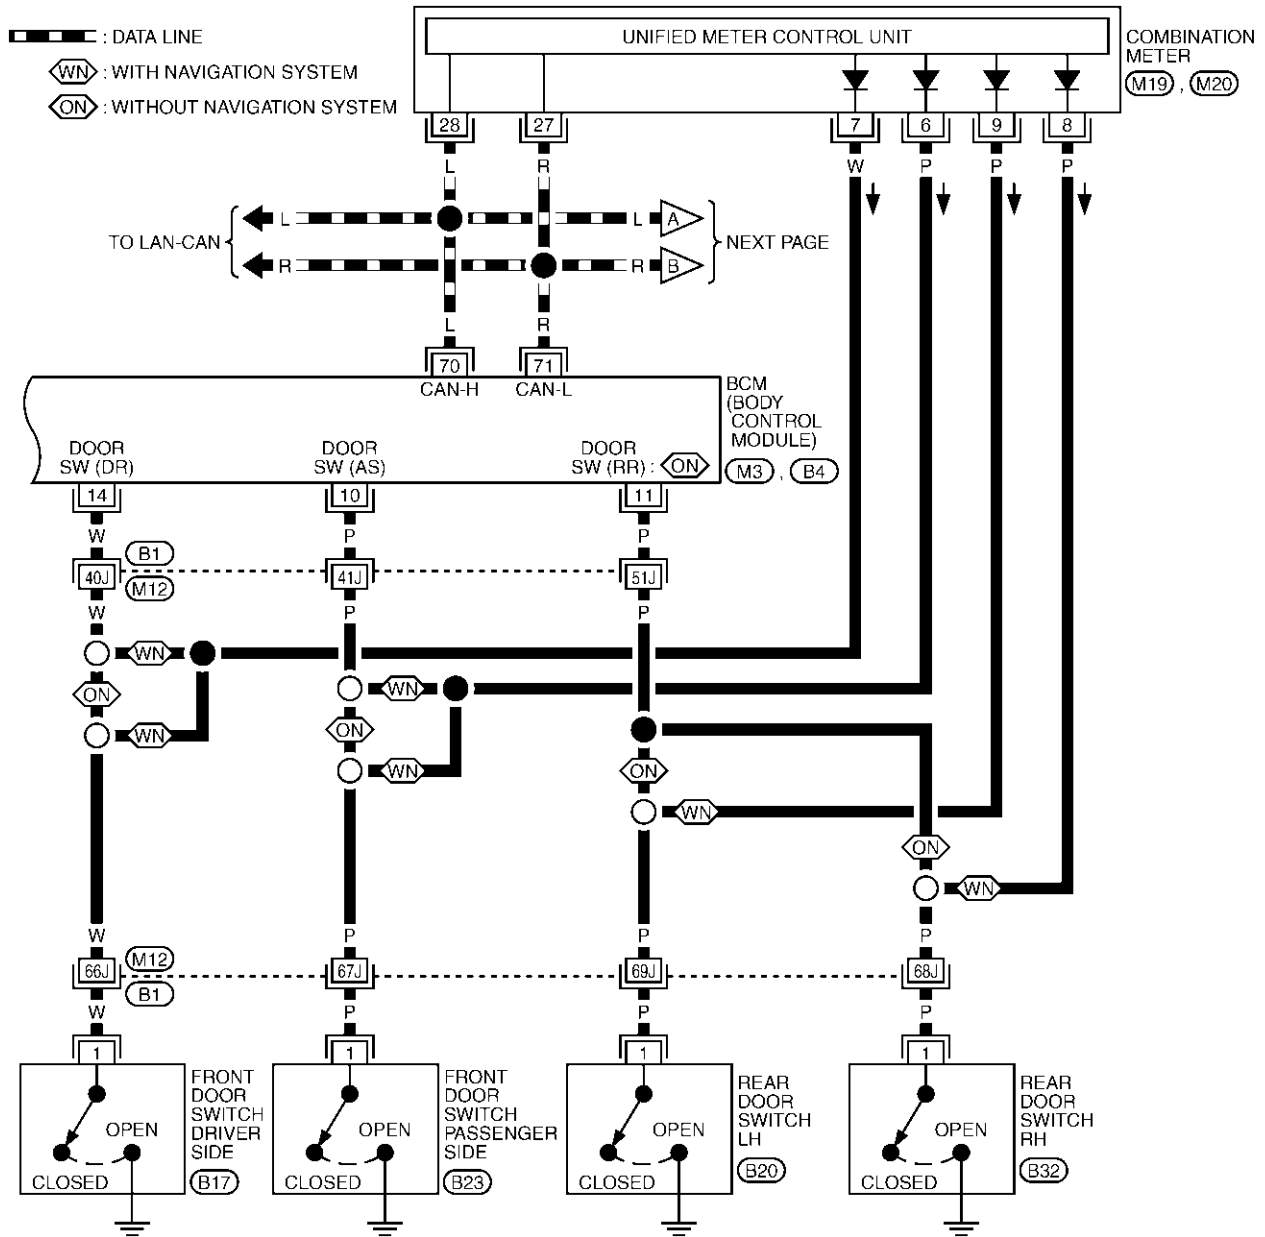 : DATA LINE
WN : WITH NAVIGATION SYSTEM
ON : WITHOUT NAVIGATION SYSTEM
UNIFIED METER CONTROL UNIT
COMBINATION
METER
M19 , M20
28 27 7 6 9 8
L R W P P P
L L A
TO LAN-CAN NEXT PAGE
R R B
L R
70 71
CAN-H CAN-L
BCM
(BODY
CONTROL
MODULE)
M3 , B4
DOOR
SW (DR)
DOOR
SW (AS)
DOOR
SW (RR) : ON
14 10 11
W P P
B1
40J 41J 51J
M12
W P P
WN
WN
ON
ON
WN
WN
ON
WN
ON
WN
W P P P
M12
66J 67J 69J 68J
B1
W P P P
1 1 1 1
FRONT
DOOR
SWITCH
DRIVER
SIDE
B17
OPEN
CLOSED
FRONT
DOOR
SWITCH
PASSENGER
SIDE
B23
OPEN
CLOSED
REAR
DOOR
SWITCH
LH
B20
OPEN
CLOSED
REAR
DOOR
SWITCH
RH
B32
OPEN
CLOSED